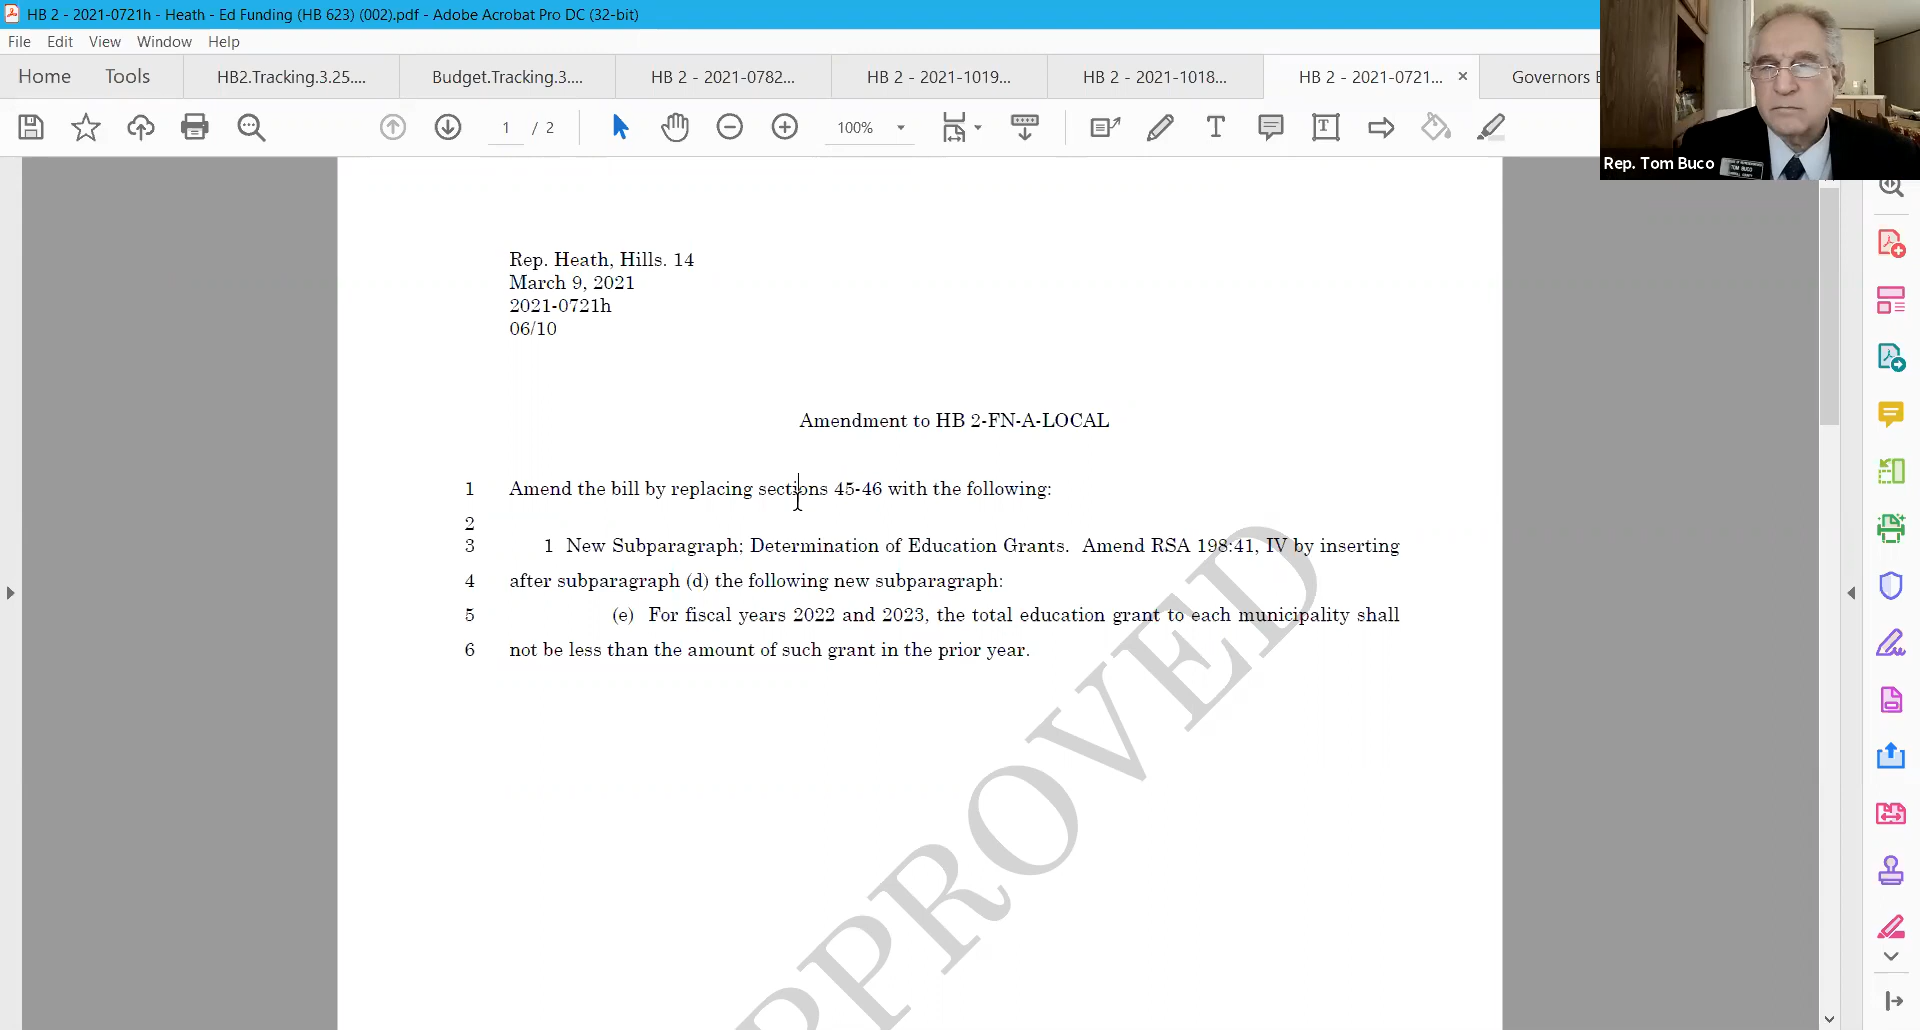 HB 2 - 2021-0721h - Heath - Ed Funding (HB 623) (002).pdf - Adobe Acrobat Pro DC (32-bit)
File Edit View Window Help
Home Tools HB2.Tracking.3.25.... Budget.Tracking.3.... HB 2 - 2021-0782... HB 2 - 2021-1019... HB 2 - 2021-1018... HB 2 - 2021-0721... Governors
1 / 2 100%
Rep. Tom Buco
TOM BUCO
Rep. Heath, Hills. 14
March 9, 2021
2021-0721h
06/10
Amendment to HB 2-FN-A-LOCAL
1 Amend the bill by replacing sections 45-46 with the following:
2
3 1 New Subparagraph; Determination of Education Grants. Amend RSA 198:41, IV by inserting
4 after subparagraph (d) the following new subparagraph:
5 (e) For fiscal years 2022 and 2023, the total education grant to each municipality shall
6 not be less than the amount of such grant in the prior year.
PPROVED